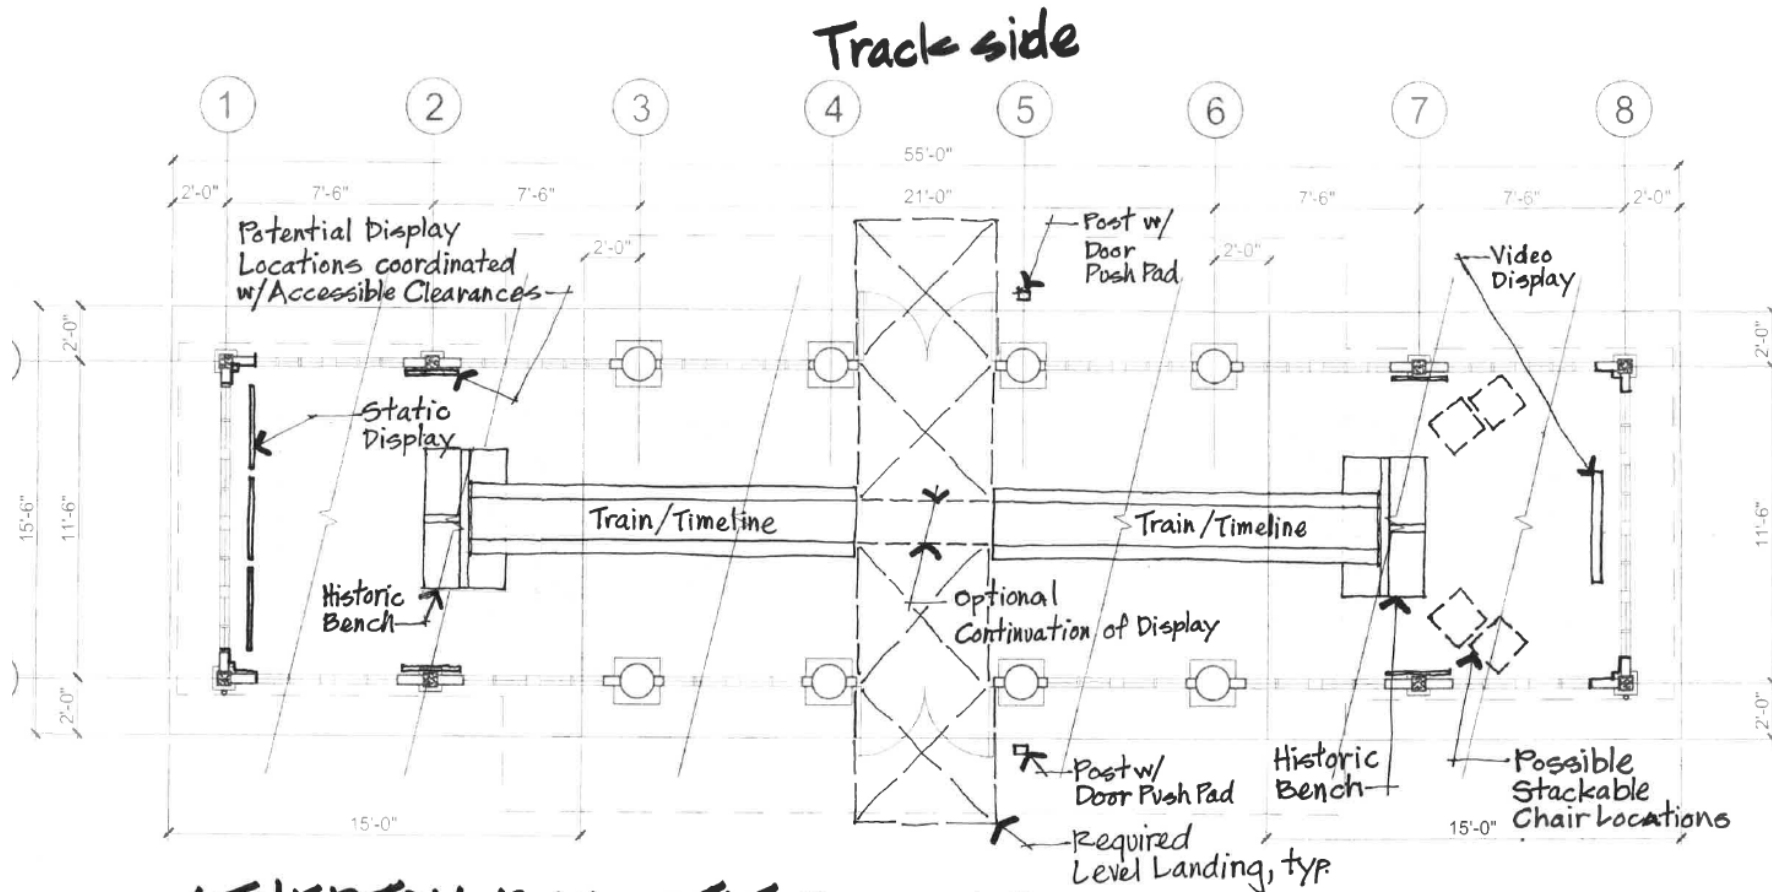 Track side
1 2 3 4 5 6 7 8
55'-0"
2'-0" 7'-6" 7'-6" 21'-0" 7'-6" 7'-6" 2'-0"
Potential Display
Locations coordinated
w/Accessible Clearances
2'-0"
Post w/
Door
Push Pad
2'-0"
Video
Display
2'-0"
2'-0"
Static
Display
15'-6"
11'-6"
Train/Timeline
Train/Timeline
11'-6"
Historic
Bench
Optional
Continuation of Display
2'-0"
2'-0"
Post w/
Door Push Pad
Historic
Bench
Possible
Stackable
Chair Locations
15'-0"
15'-0"
Required
Level Landing, typ.